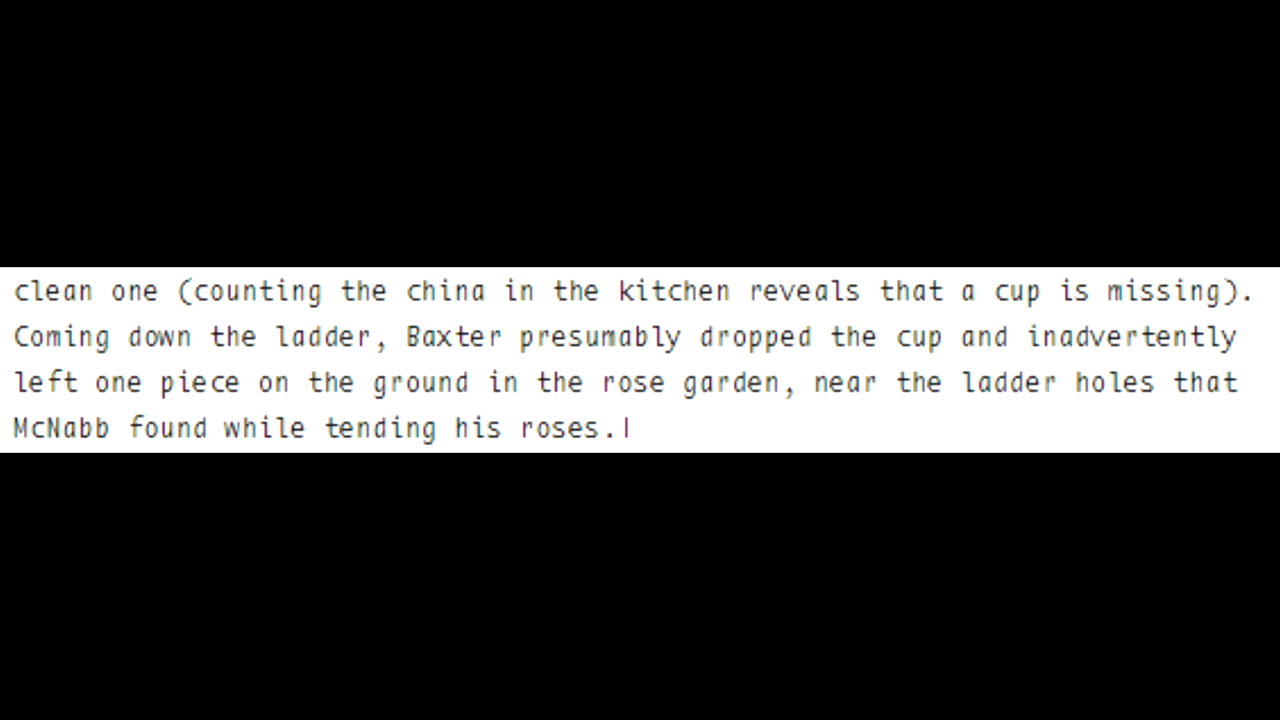 clean one (counting the china in the kitchen reveals that a cup is missing).
Coming down the ladder, Baxter presumably dropped the cup and inadvertently
left one piece on the ground in the rose garden, near the ladder holes that
McNabb found while tending his roses.